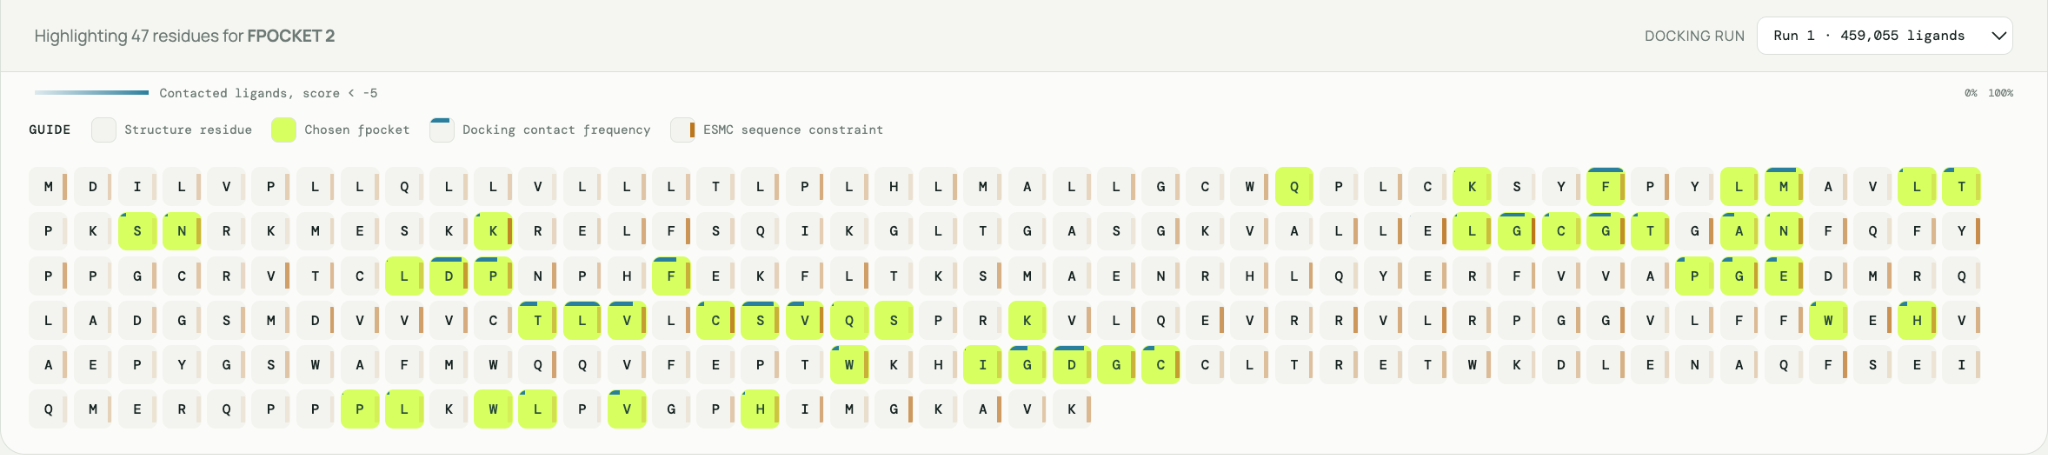 Highlighting 47 residues for FPOCKET 2
DOCKING RUN
Run 1 · 459,055 ligands
Contacted ligands, score < -5
0% 100%
GUIDE Structure residue Chosen fpocket Docking contact frequency ESMC sequence constraint
M D I L V P L L Q L L V L L L T L P L H L M A L L G C W Q P L C K S Y F P Y L M A V L T
P K S N R K M E S K K R E L F S Q I K G L T G A S G K V A L L E L G C G T G A N F Q F Y
P P G C R V T C L D P N P H F E K F L T K S M A E N R H L Q Y E R F V V A P G E D M R Q
L A D G S M D V V V C T L V L C S V Q S P R K V L Q E V R R V L R P G G V L F F W E H V
A E P Y G S W A F M W Q Q V F E P T W K H I G D G C C L T R E T W K D L E N A Q F S E I
Q M E R Q P P P L K W L P V G P H I M G K A V K